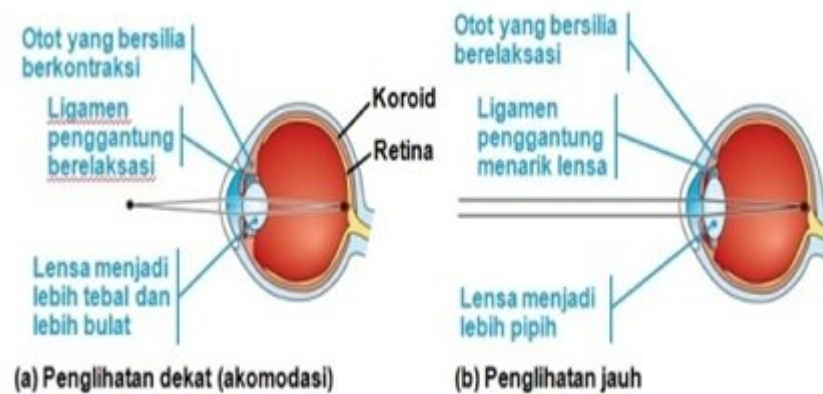 Otot yang bersilia
berkontraksi
Ligamen
penggantung
berelaksasi
Koroid
Retina
Lensa menjadi
lebih tebal dan
lebih bulat
(a) Penglihatan dekat (akomodasi)
Otot yang bersilia
berelaksasi
Ligamen
penggantung
menarik lensa
Lensa menjadi
lebih pipih
(b) Penglihatan jauh